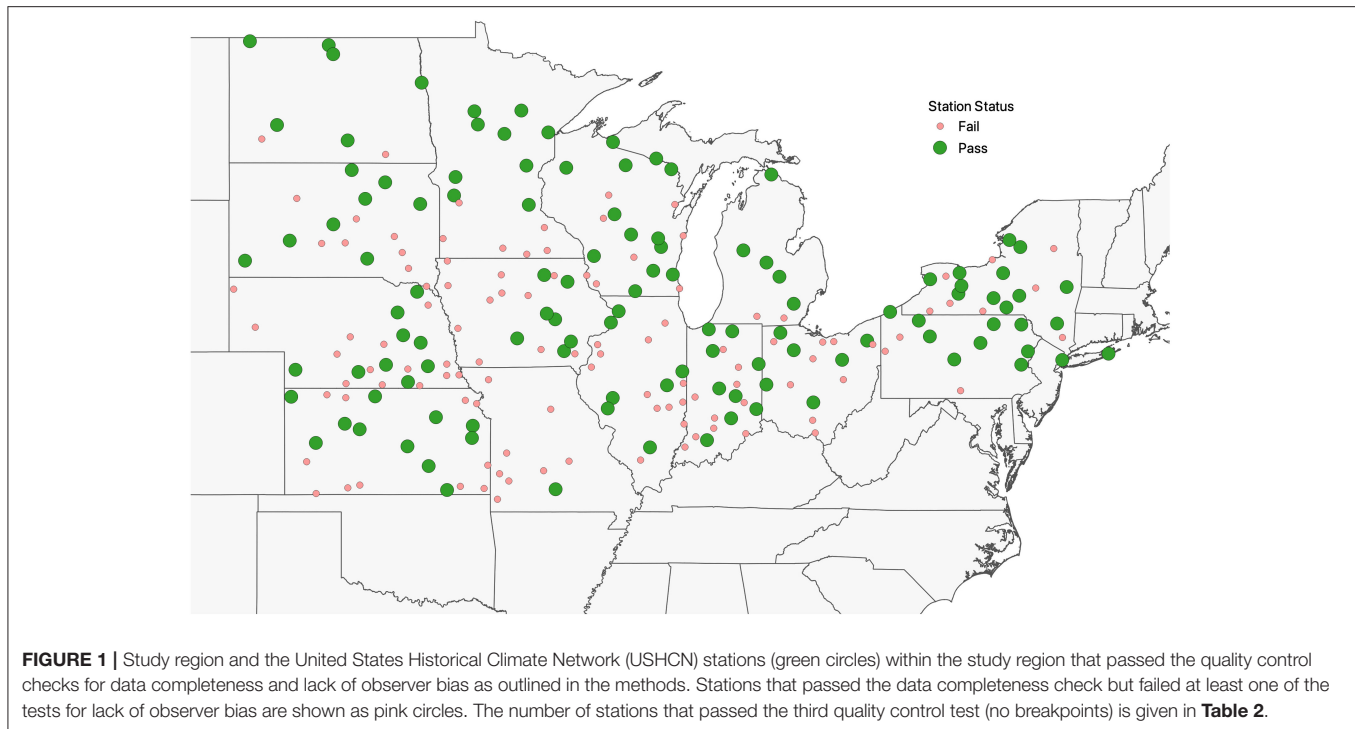 Station Status
Fail
Pass
FIGURE 1 | Study region and the United States Historical Climate Network (USHCN) stations (green circles) within the study region that passed the quality control
checks for data completeness and lack of observer bias as outlined in the methods. Stations that passed the data completeness check but failed at least one of the
tests for lack of observer bias are shown as pink circles. The number of stations that passed the third quality control test (no breakpoints) is given in Table 2.